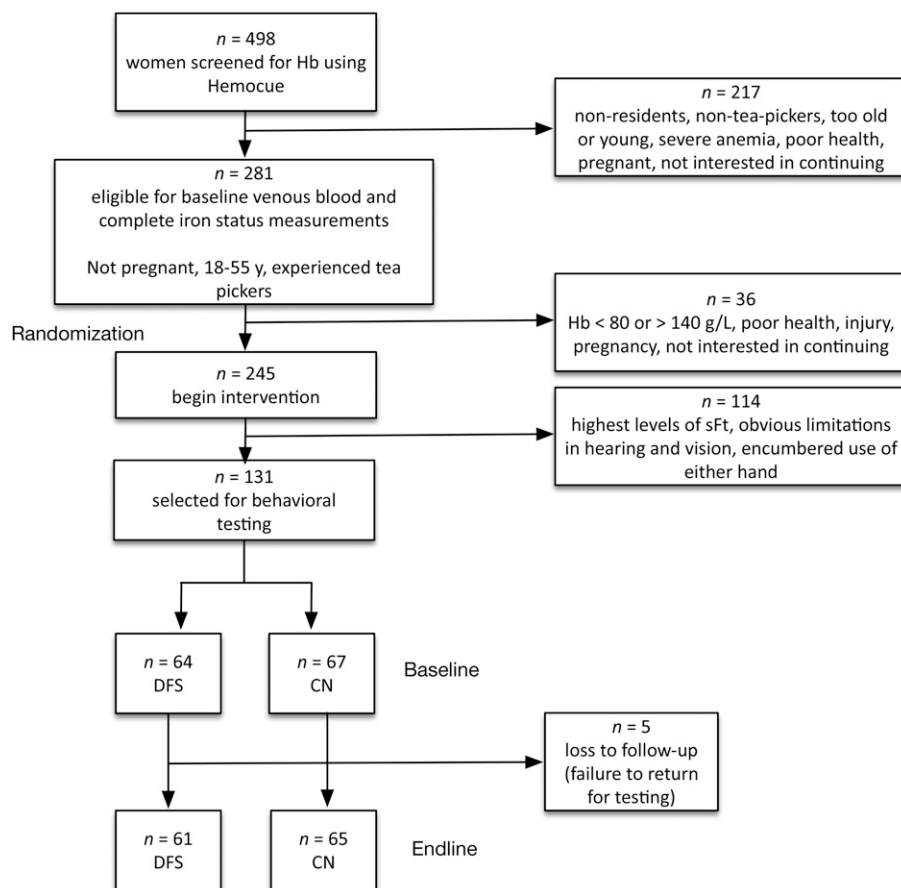 n = 498
women screened for Hb using
Hemocue
n = 217
non-residents, non-tea-pickers, too old
or young, severe anemia, poor health,
pregnant, not interested in continuing
n = 281
eligible for baseline venous blood and
complete iron status measurements
Not pregnant, 18-55 y, experienced tea
pickers
n = 36
Hb < 80 or > 140 g/L, poor health, injury,
pregnancy, not interested in continuing
Randomization
n = 245
begin intervention
n = 114
highest levels of sFt, obvious limitations
in hearing and vision, encumbered use of
either hand
n = 131
selected for behavioral
testing
n = 64
DFS
n = 67
CN
Baseline
n = 5
loss to follow-up
(failure to return
for testing)
n = 61
DFS
n = 65
CN
Endline